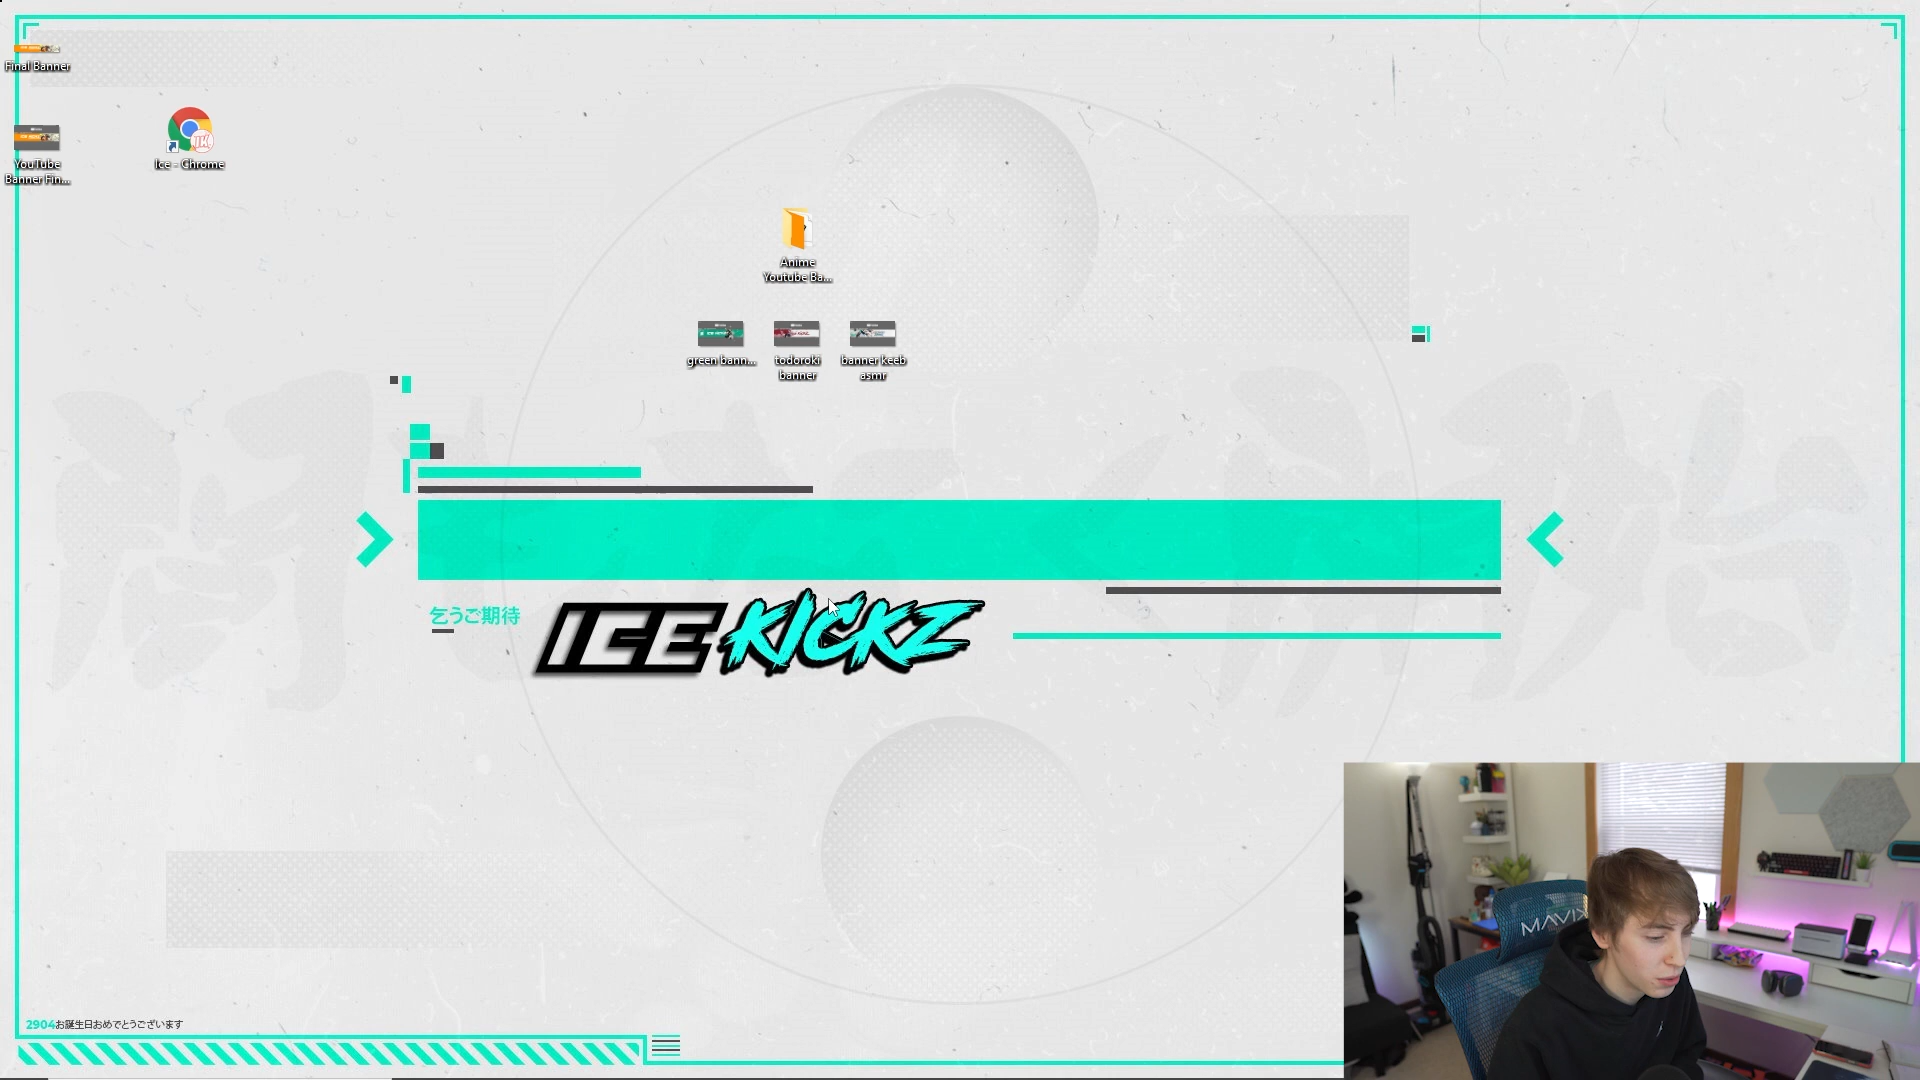 Final Banner
YouTube
Banner Fin...
Ice - Chrome
Anime
Youtube Ba...
green bann...
todoroki
banner
banner keeb
asmr
乞うご期待
ICE KICKZ
2904お誕生日おめでとうございます
MAVIX